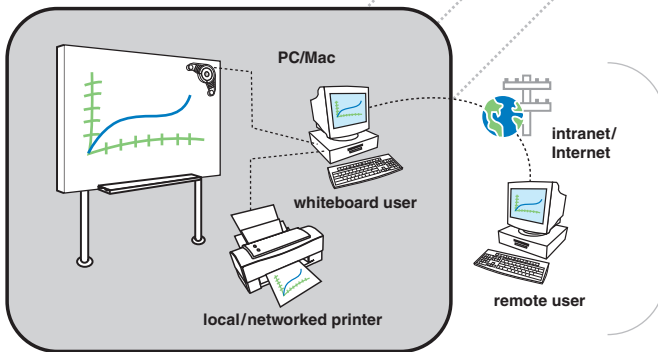 PC/Mac
intranet/
Internet
whiteboard user
remote user
local/networked printer